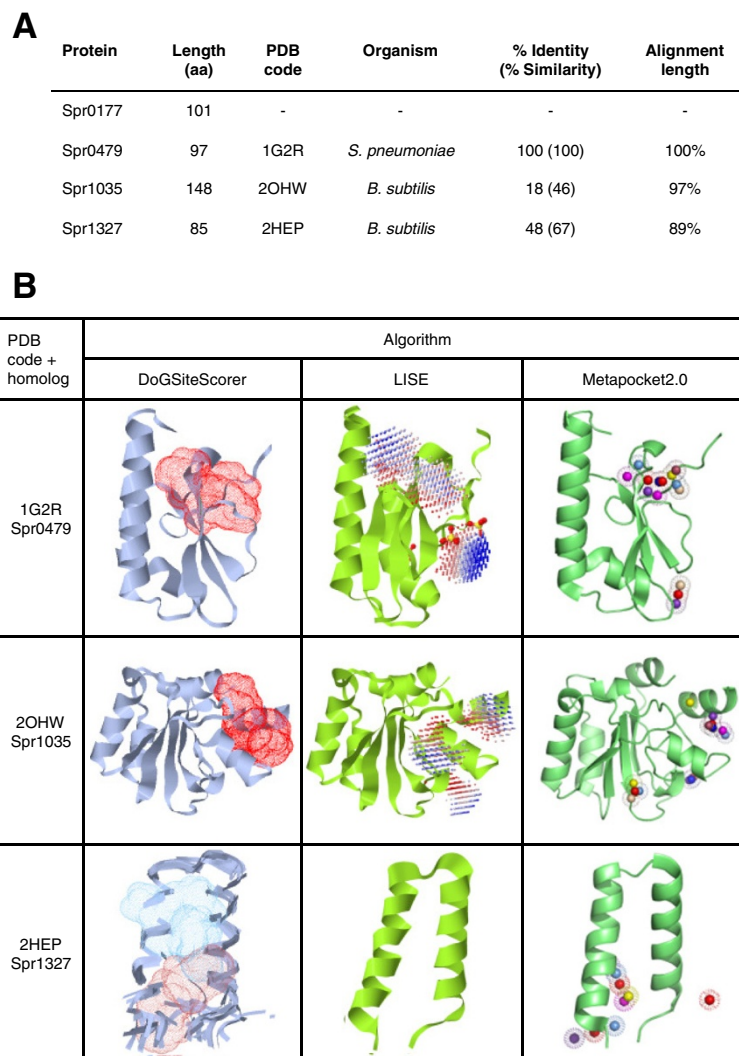 A
Protein Length (aa) PDB code Organism % Identity (% Similarity) Alignment length
Spr0177 101 - - - -
Spr0479 97 1G2R S. pneumoniae 100 (100) 100%
Spr1035 148 2OHW B. subtilis 18 (46) 97%
Spr1327 85 2HEP B. subtilis 48 (67) 89%
B
PDB code + homolog
Algorithm
DoGSiteScorer LISE Metapocket2.0
1G2R
Spr0479
2OHW
Spr1035
2HEP
Spr1327